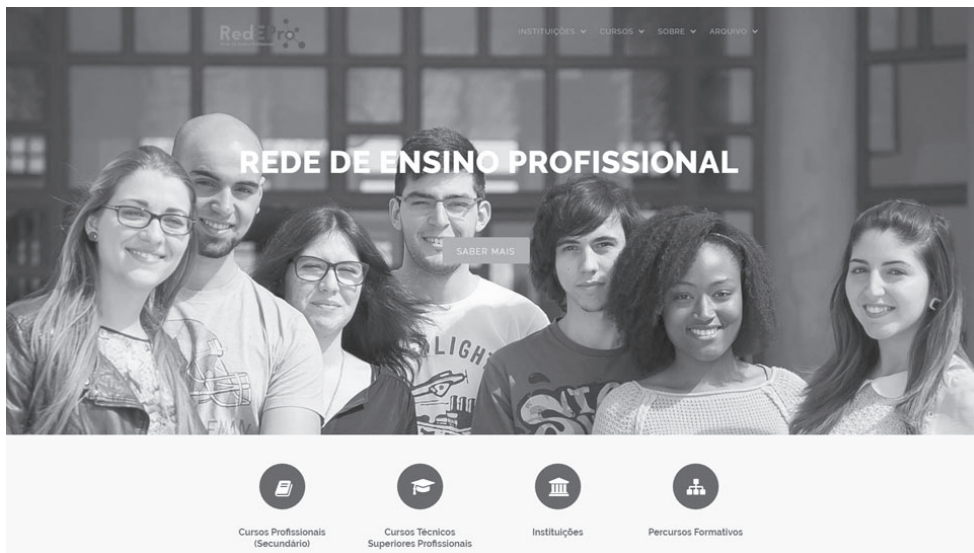 RedEPro
INSTITUIÇÕES CURSOS SOBRE ARQUIVO
REDE DE ENSINO PROFISSIONAL
SABER MAIS
LIGHT
Cursos Profissionais
(Secundário)
Cursos Técnicos
Superiores Profissionais
Instituições
Percursos Formativos